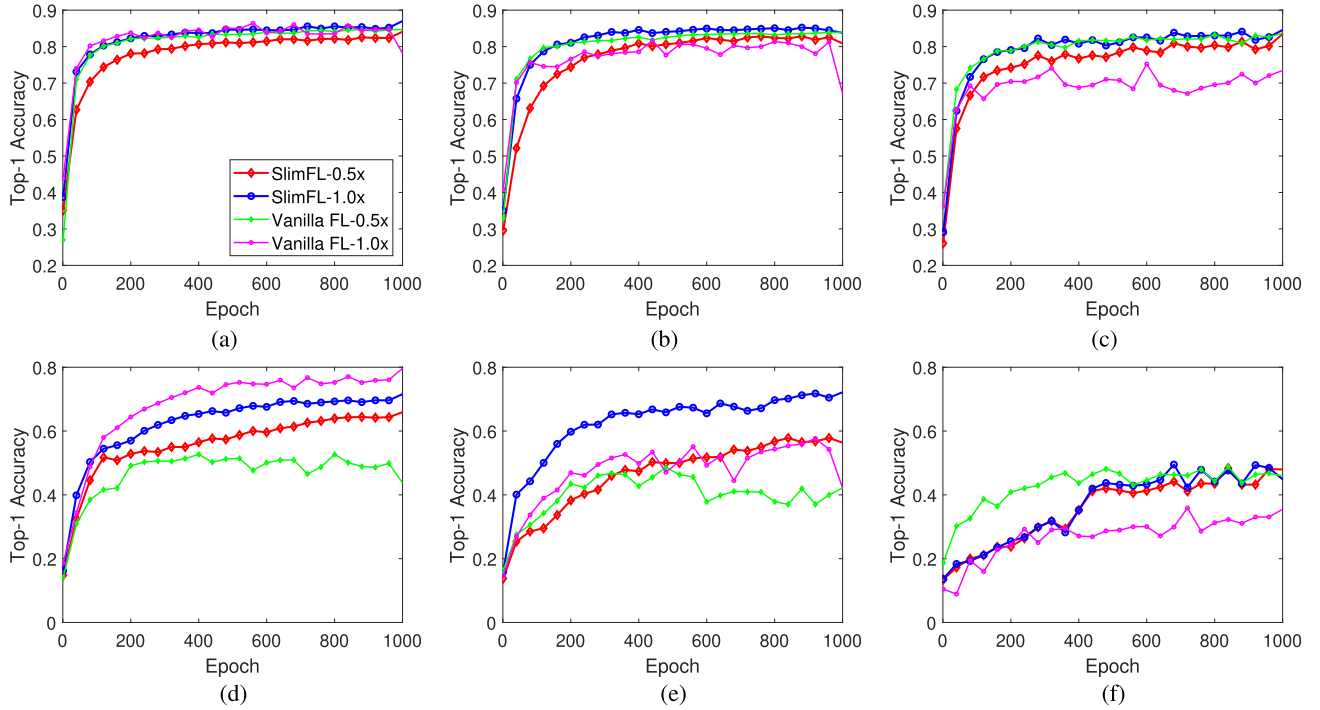 Top-1 Accuracy
0.9
0.8
0.7
0.6
0.5
0.4
0.3
0.2
0 200 400 600 800 1000
Epoch
SlimFL-0.5x
SlimFL-1.0x
Vanilla FL-0.5x
Vanilla FL-1.0x
(a)
Top-1 Accuracy
0.9
0.8
0.7
0.6
0.5
0.4
0.3
0.2
0 200 400 600 800 1000
Epoch
(b)
Top-1 Accuracy
0.9
0.8
0.7
0.6
0.5
0.4
0.3
0.2
0 200 400 600 800 1000
Epoch
(c)
Top-1 Accuracy
0.8
0.6
0.4
0.2
0
0 200 400 600 800 1000
Epoch
(d)
Top-1 Accuracy
0.8
0.6
0.4
0.2
0
0 200 400 600 800 1000
Epoch
(e)
Top-1 Accuracy
0.8
0.6
0.4
0.2
0
0 200 400 600 800 1000
Epoch
(f)